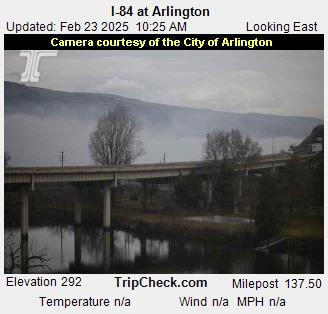 I-84 at Arlington
Updated: Feb 23 2025 10:25 AM Looking East
Camera courtesy of the City of Arlington
Elevation 292 TripCheck.com Milepost 137.50
Temperature n/a Wind n/a MPH n/a